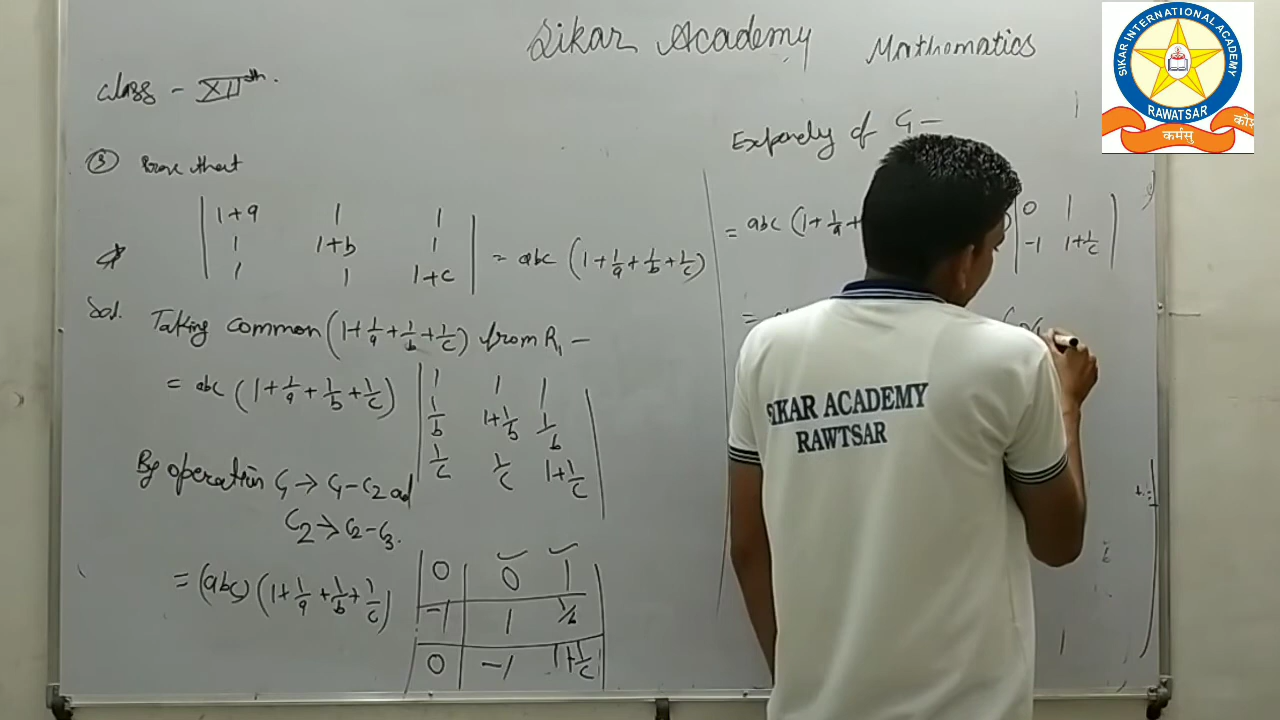 Sikar Academy Mathematics
Class - XIIth.
③ Prove that
| 1+a 1 1 |
| 1 1+b 1 | = abc (1+1/a+1/b+1/c)
| 1 1 1+c |
Sol. Taking common (1+1/a+1/b+1/c) from R1 —
= abc (1+1/a+1/b+1/c) | 1 1 1 |
| 1/b 1+1/b 1/b |
| 1/c 1/c 1+1/c |
By operation C1 → C1-C2 ad
C2 → C2-C3.
= (abc) (1+1/a+1/b+1/c) | 0 0 1 |
| -1 1 1/b |
| 0 -1 1+1/c |
of C1 —
= abc (1+1/a+ | 0 1 |
| -1 1+1/c |
=
SIKAR ACADEMY
RAWTSAR
SIKAR INTERNATIONAL ACADEMY
RAWATSAR
कर्मसु